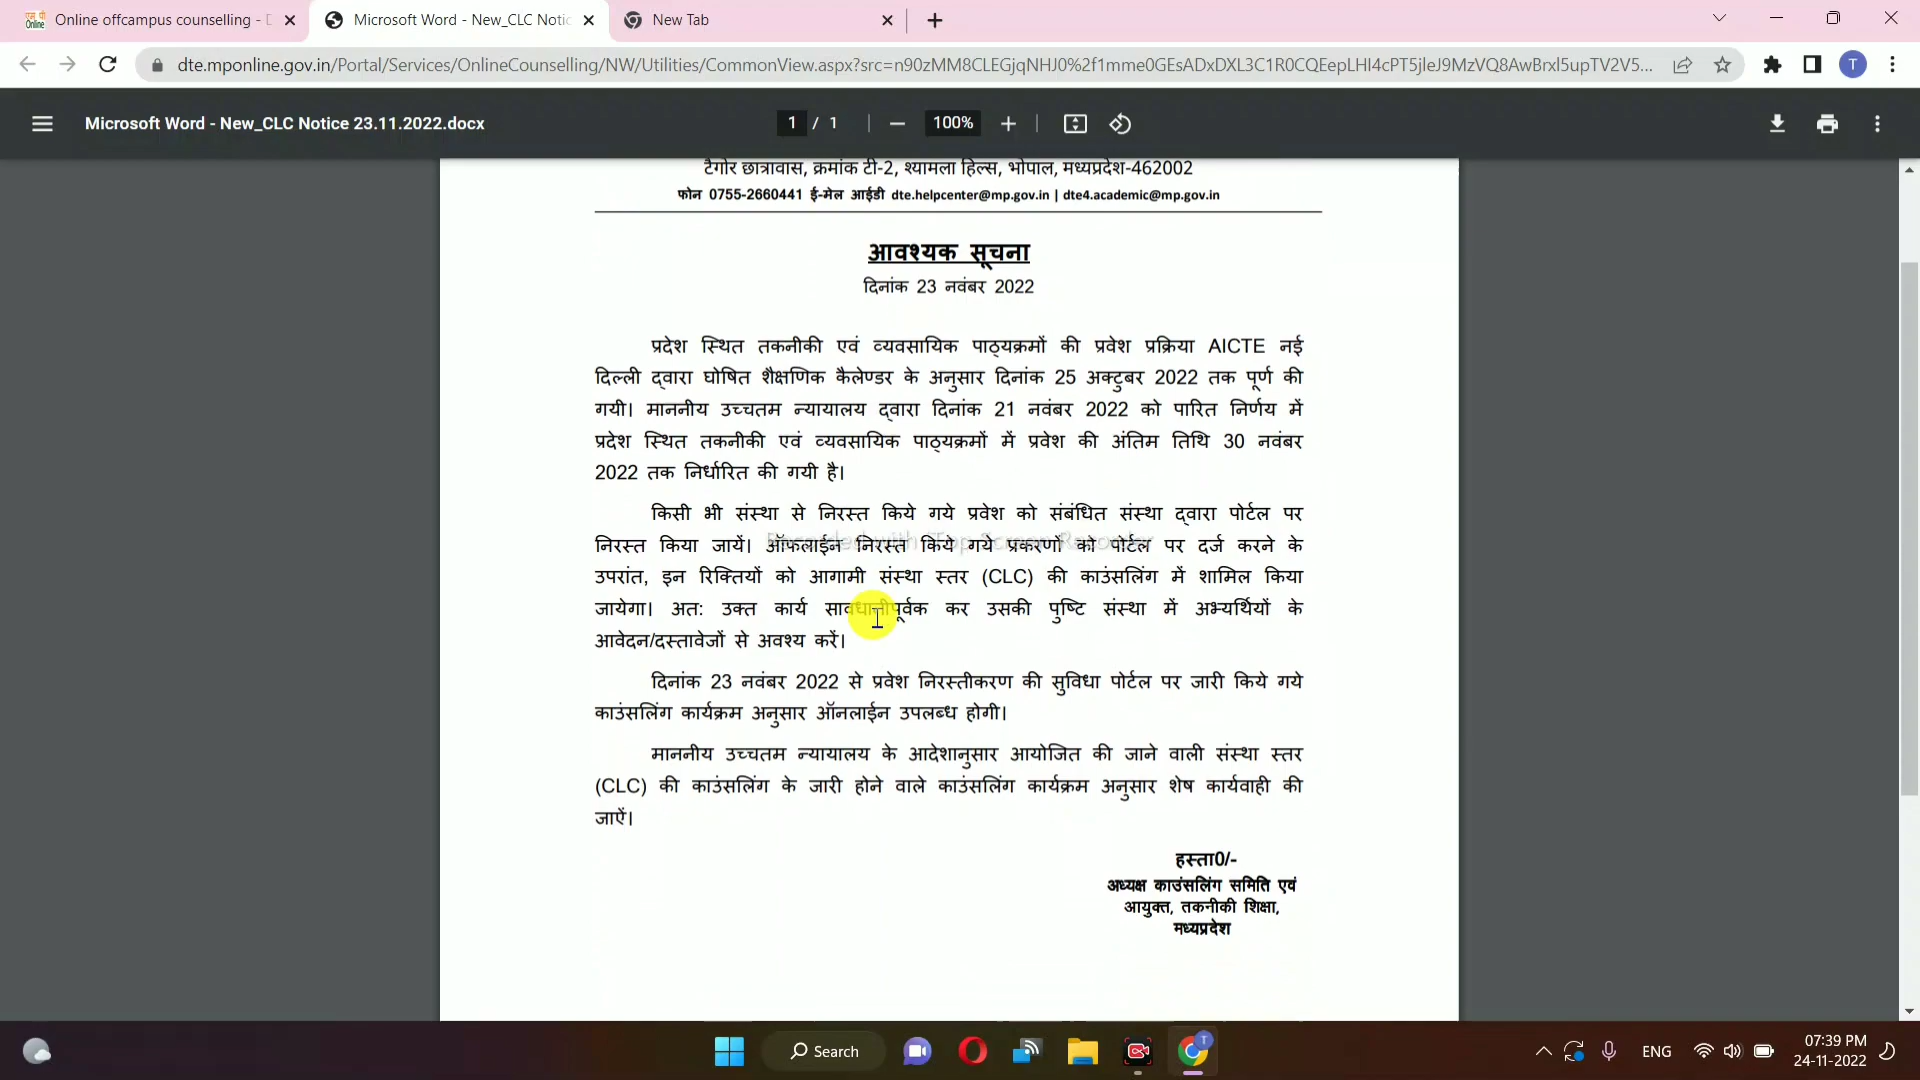 Online offcampus counselling - D
Microsoft Word - New_CLC Notic
New Tab
dte.mponline.gov.in/Portal/Services/OnlineCounselling/NW/Utilities/CommonView.aspx?src=n90zMM8CLEGjqNHJ0%2f1mme0GEsADxDXL3C1R0CQEepLHI4cPT5jleJ9MzVQ8AwBrxl5upTV2V5...
T
Microsoft Word - New_CLC Notice 23.11.2022.docx
1 / 1
100%
टैगोर छात्रावास, क्रमांक टी-2, श्यामला हिल्स, भोपाल, मध्यप्रदेश-462002
फोन 0755-2660441 ई-मेल आईडी dte.helpcenter@mp.gov.in | dte4.academic@mp.gov.in
आवश्यक सूचना
दिनांक 23 नवंबर 2022
प्रदेश स्थित तकनीकी एवं व्यवसायिक पाठ्यक्रमों की प्रवेश प्रक्रिया AICTE नई
दिल्ली द्वारा घोषित शैक्षणिक कैलेण्डर के अनुसार दिनांक 25 अक्टुबर 2022 तक पूर्ण की
गयी। माननीय उच्चतम न्यायालय द्वारा दिनांक 21 नवंबर 2022 को पारित निर्णय में
प्रदेश स्थित तकनीकी एवं व्यवसायिक पाठ्यक्रमों में प्रवेश की अंतिम तिथि 30 नवंबर
2022 तक निर्धारित की गयी है।
किसी भी संस्था से निरस्त किये गये प्रवेश को संबंधित संस्था द्वारा पोर्टल पर
निरस्त किया जायें। ऑफलाईन निरस्त किये गये प्रकरणों को पोर्टल पर दर्ज करने के
Recorded with iTop Screen Recorder
उपरांत, इन रिक्तियों को आगामी संस्था स्तर (CLC) की काउंसलिंग में शामिल किया
जायेगा। अत: उक्त कार्य सावधानीपूर्वक कर उसकी पुष्टि संस्था में अभ्यर्थियों के
आवेदन/दस्तावेजों से अवश्य करें।
दिनांक 23 नवंबर 2022 से प्रवेश निरस्तीकरण की सुविधा पोर्टल पर जारी किये गये
काउंसलिंग कार्यक्रम अनुसार ऑनलाईन उपलब्ध होगी।
माननीय उच्चतम न्यायालय के आदेशानुसार आयोजित की जाने वाली संस्था स्तर
(CLC) की काउंसलिंग के जारी होने वाले काउंसलिंग कार्यक्रम अनुसार शेष कार्यवाही की
जाऐं।
हस्ता0/-
अध्यक्ष काउंसलिंग समिति एवं
आयुक्त, तकनीकी शिक्षा,
मध्यप्रदेश
Search
ENG
07:39 PM
24-11-2022